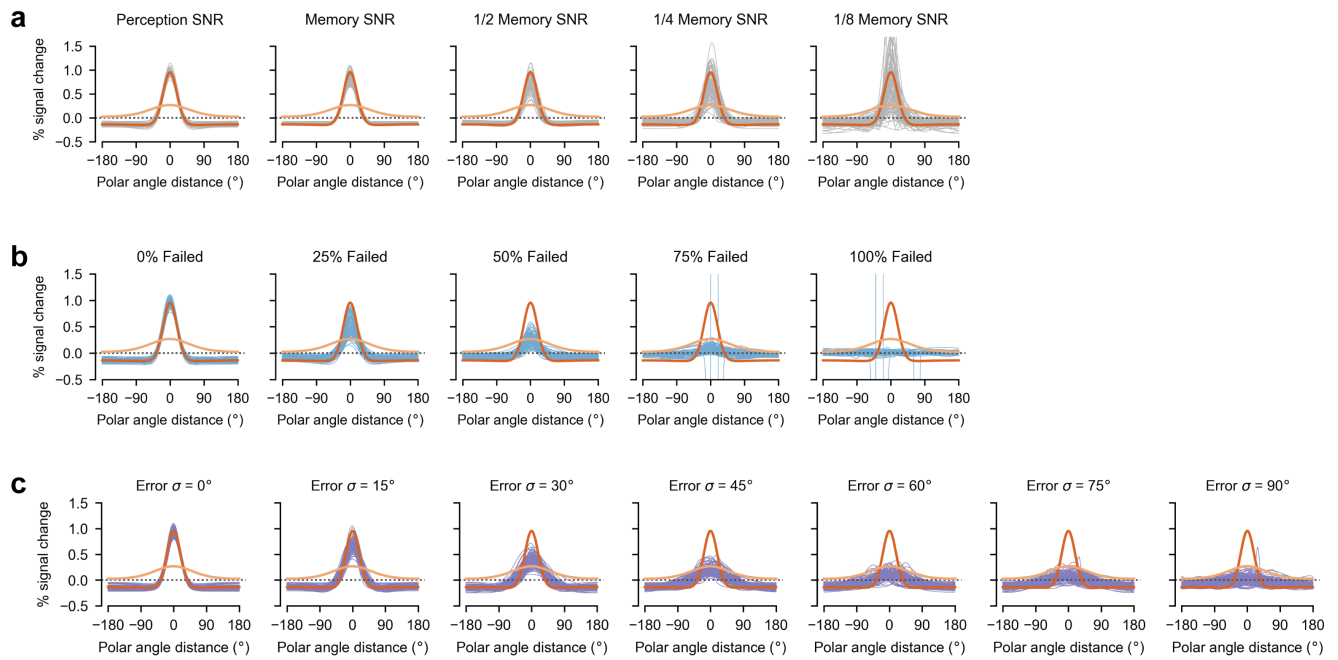 a
Perception SNR Memory SNR 1/2 Memory SNR 1/4 Memory SNR 1/8 Memory SNR
% signal change
1.5
1.0
0.5
0.0
−0.5
−180 −90 0 90 180 −180 −90 0 90 180 −180 −90 0 90 180 −180 −90 0 90 180 −180 −90 0 90 180
Polar angle distance (°) Polar angle distance (°) Polar angle distance (°) Polar angle distance (°) Polar angle distance (°)
b
0% Failed 25% Failed 50% Failed 75% Failed 100% Failed
% signal change
1.5
1.0
0.5
0.0
−0.5
−180 −90 0 90 180 −180 −90 0 90 180 −180 −90 0 90 180 −180 −90 0 90 180 −180 −90 0 90 180
Polar angle distance (°) Polar angle distance (°) Polar angle distance (°) Polar angle distance (°) Polar angle distance (°)
c
Error σ = 0° Error σ = 15° Error σ = 30° Error σ = 45° Error σ = 60° Error σ = 75° Error σ = 90°
% signal change
1.5
1.0
0.5
0.0
−0.5
−180 −90 0 90 180 −180 −90 0 90 180 −180 −90 0 90 180 −180 −90 0 90 180 −180 −90 0 90 180 −180 −90 0 90 180 −180 −90 0 90 180
Polar angle distance (°) Polar angle distance (°) Polar angle distance (°) Polar angle distance (°) Polar angle distance (°) Polar angle distance (°) Polar angle distance (°)